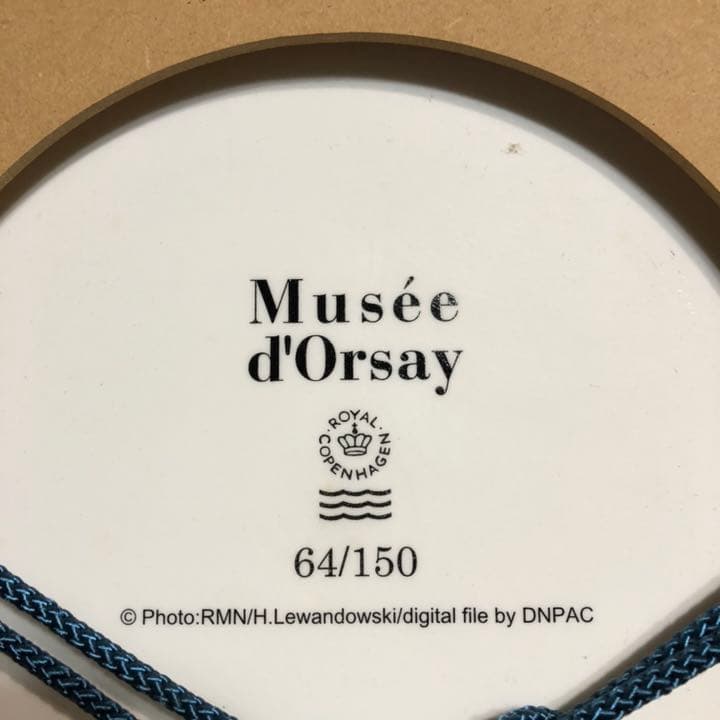 Musée
d'Orsay
ROYAL COPENHAGEN
64/150
© Photo:RMN/H.Lewandowski/digital file by DNPAC